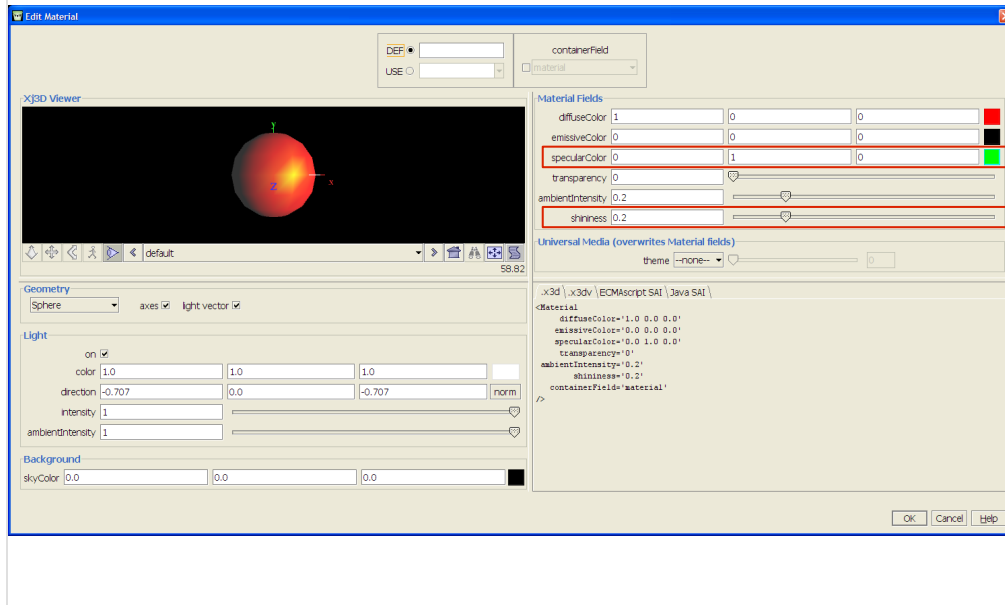 Edit Material
DEF
USE
containerField
material
Xj3D Viewer
y
x
Z
default
58.82
Material Fields
diffuseColor 1 0 0
emissiveColor 0 0 0
specularColor 0 1 0
transparency 0
ambientIntensity 0.2
shininess 0.2
Universal Media (overwrites Material fields)
theme --none-- 0
Geometry
Sphere axes light vector
Light
on
color 1.0 1.0 1.0
direction -0.707 0.0 -0.707 norm
intensity 1
ambientIntensity 1
Background
skyColor 0.0 0.0 0.0
.x3d .x3dv ECMAscript SAI Java SAI
<Material
diffuseColor='1.0 0.0 0.0'
emissiveColor='0.0 0.0 0.0'
specularColor='0.0 1.0 0.0'
transparency='0'
ambientIntensity='0.2'
shininess='0.2'
containerField='material'
/>
OK Cancel Help